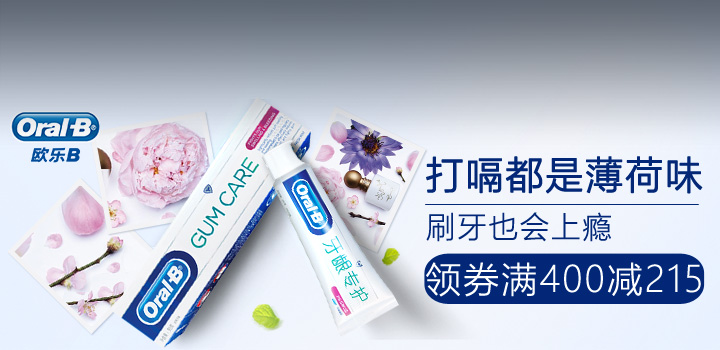 Oral-B
欧乐B
GUM CARE
Oral-B
Oral-B
牙龈专护
打嗝都是薄荷味
刷牙也会上瘾
领券满400减215